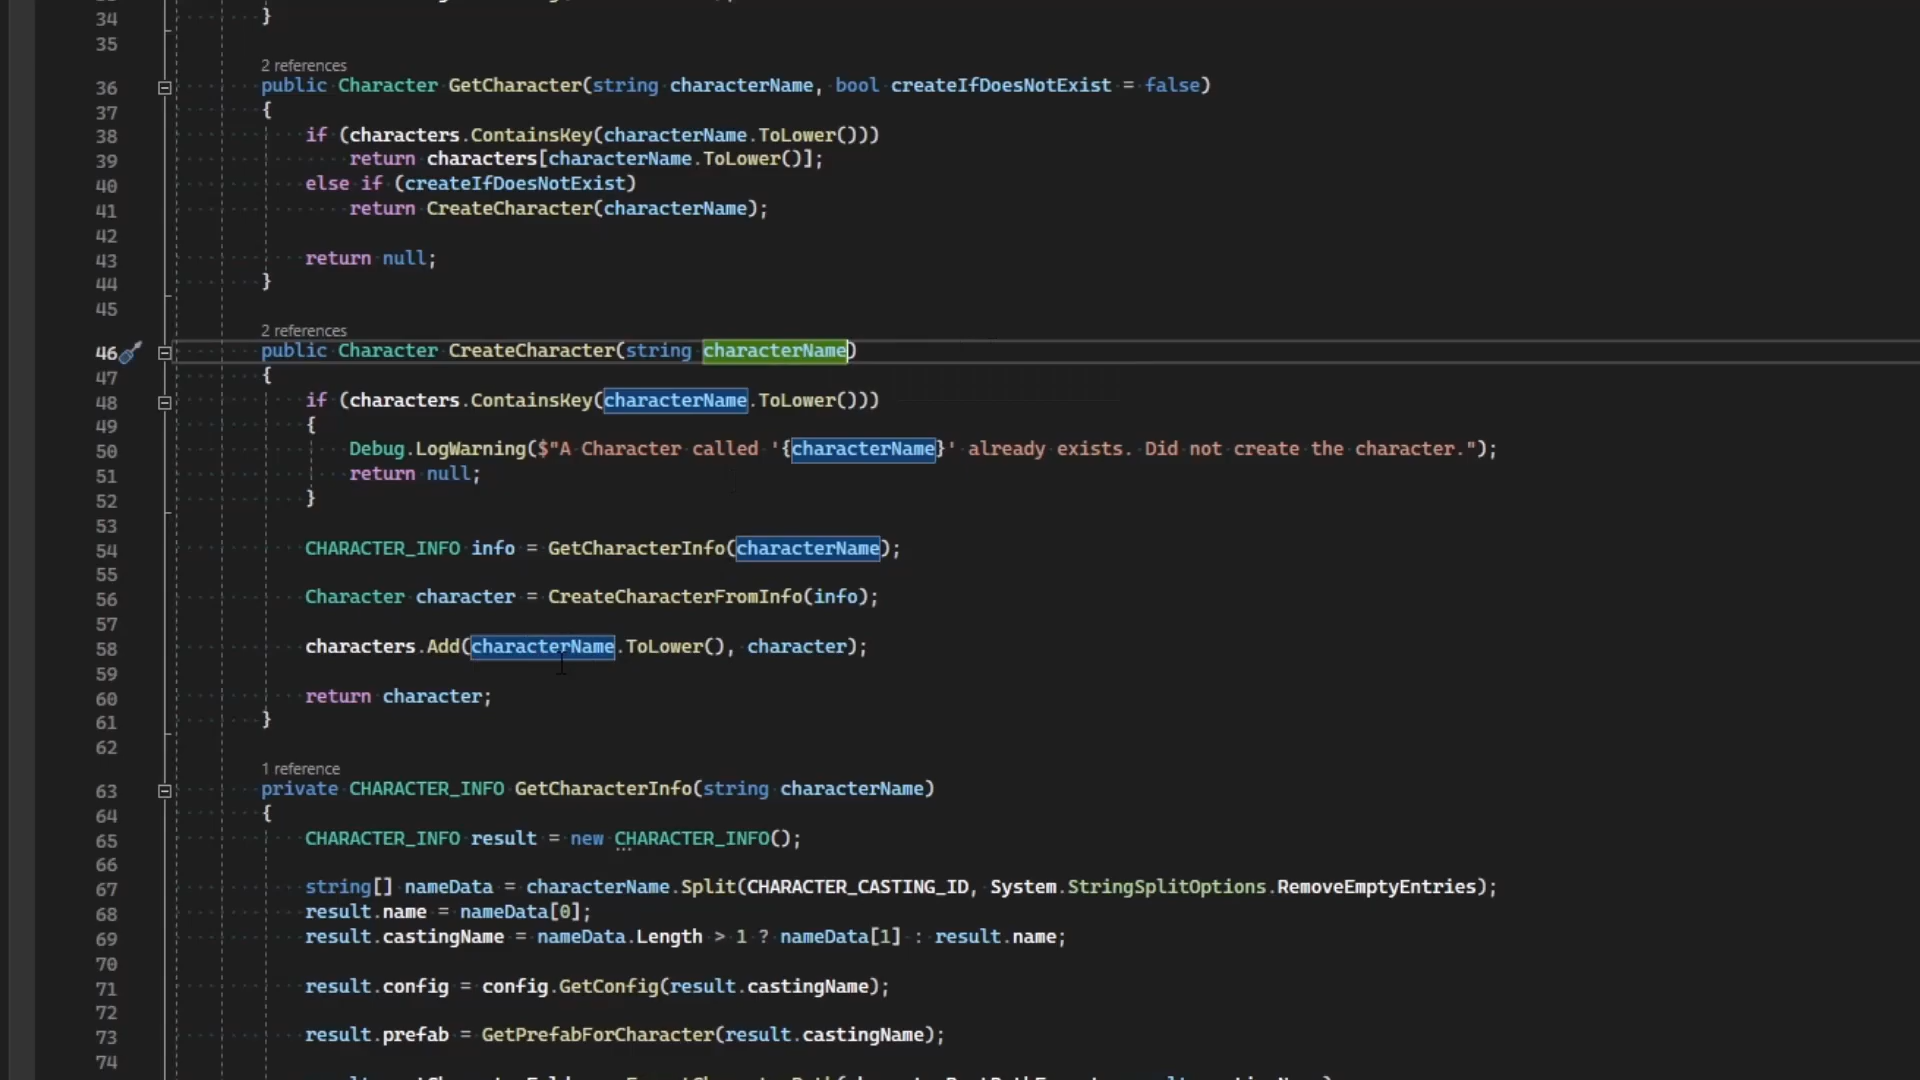 34 }
35
2 references
36 public Character GetCharacter(string characterName, bool createIfDoesNotExist = false)
37 {
38 if (characters.ContainsKey(characterName.ToLower()))
39 return characters[characterName.ToLower()];
40 else if (createIfDoesNotExist)
41 return CreateCharacter(characterName);
42
43 return null;
44 }
45
2 references
46 public Character CreateCharacter(string characterName)
47 {
48 if (characters.ContainsKey(characterName.ToLower()))
49 {
50 Debug.LogWarning($"A Character called '{characterName}' already exists. Did not create the character.");
51 return null;
52 }
53
54 CHARACTER_INFO info = GetCharacterInfo(characterName);
55
56 Character character = CreateCharacterFromInfo(info);
57
58 characters.Add(characterName.ToLower(), character);
59
60 return character;
61 }
62
1 reference
63 private CHARACTER_INFO GetCharacterInfo(string characterName)
64 {
65 CHARACTER_INFO result = new CHARACTER_INFO();
66
67 string[] nameData = characterName.Split(CHARACTER_CASTING_ID, System.StringSplitOptions.RemoveEmptyEntries);
68 result.name = nameData[0];
69 result.castingName = nameData.Length > 1 ? nameData[1] : result.name;
70
71 result.config = config.GetConfig(result.castingName);
72
73 result.prefab = GetPrefabForCharacter(result.castingName);
74